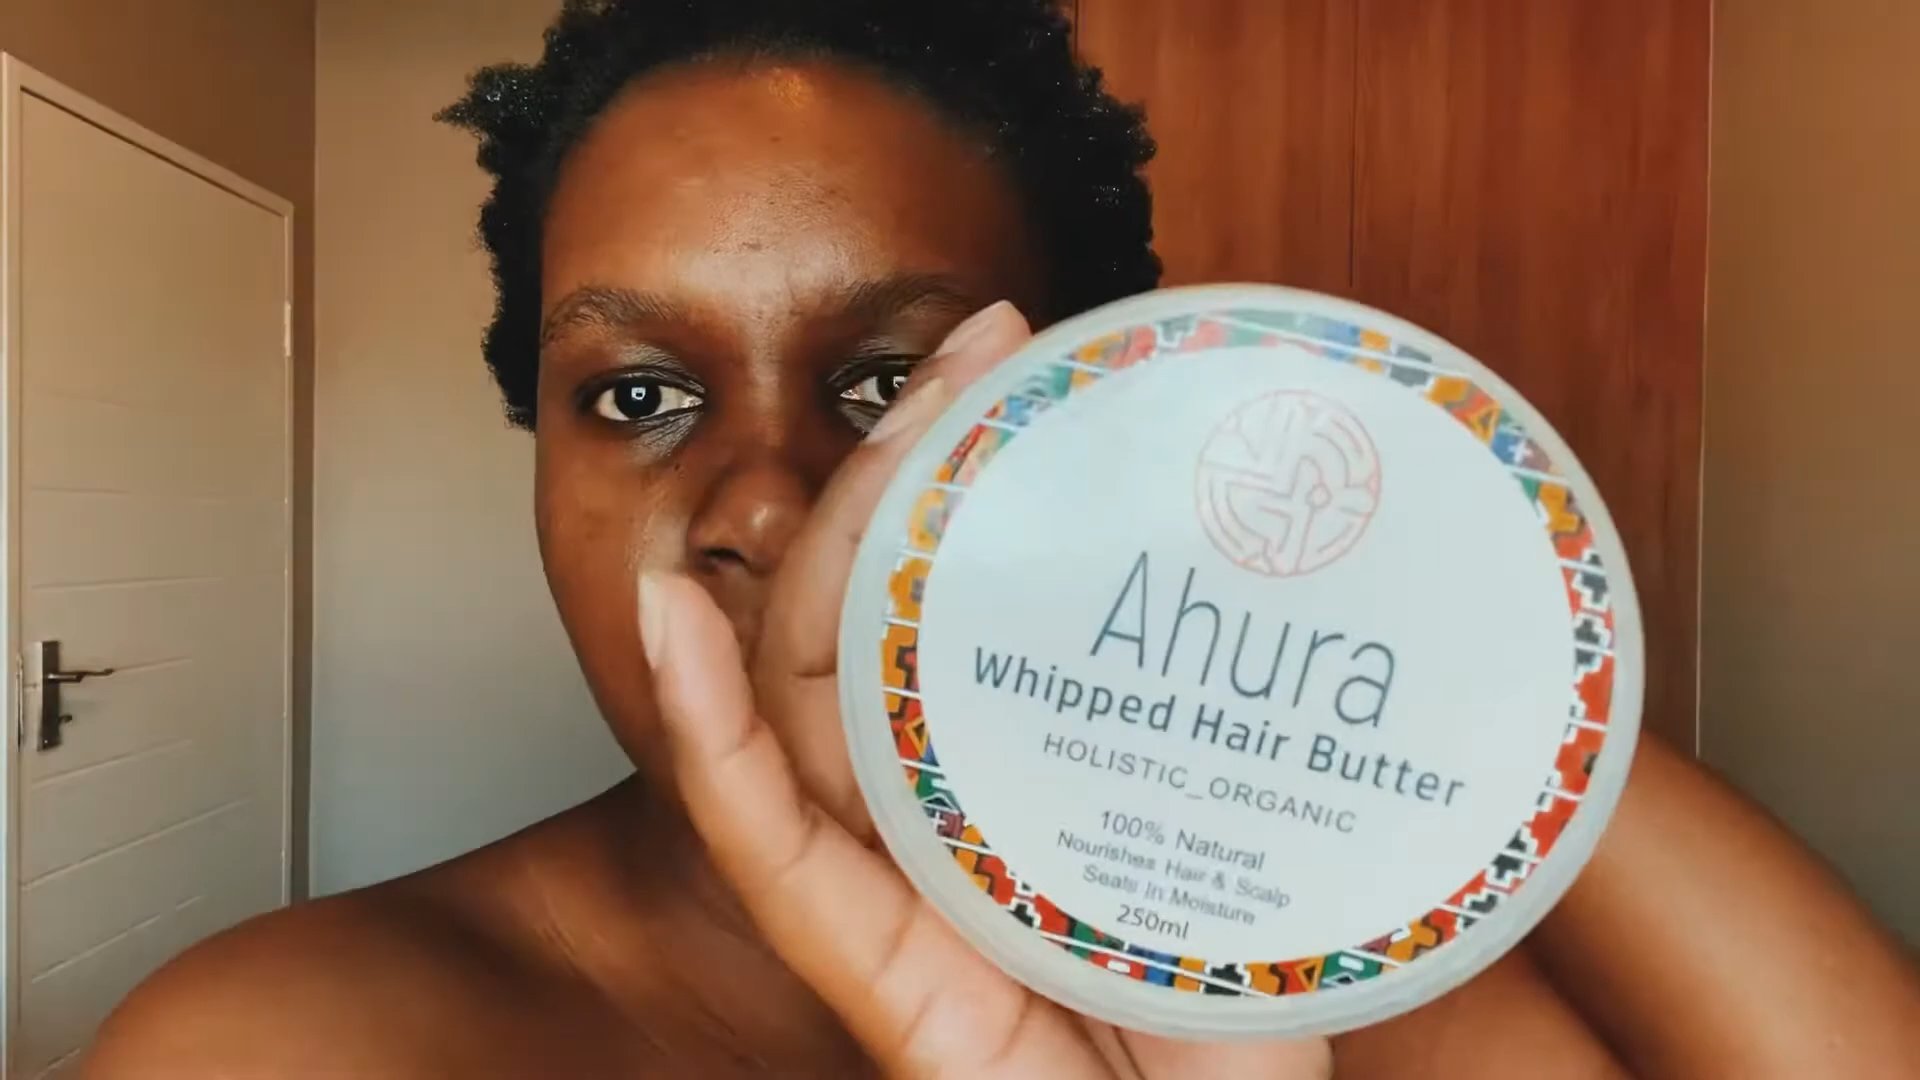 Ahura
Whipped Hair Butter
HOLISTIC_ORGANIC
100% Natural
Nourishes Hair & Scalp
Seals In Moisture
250ml